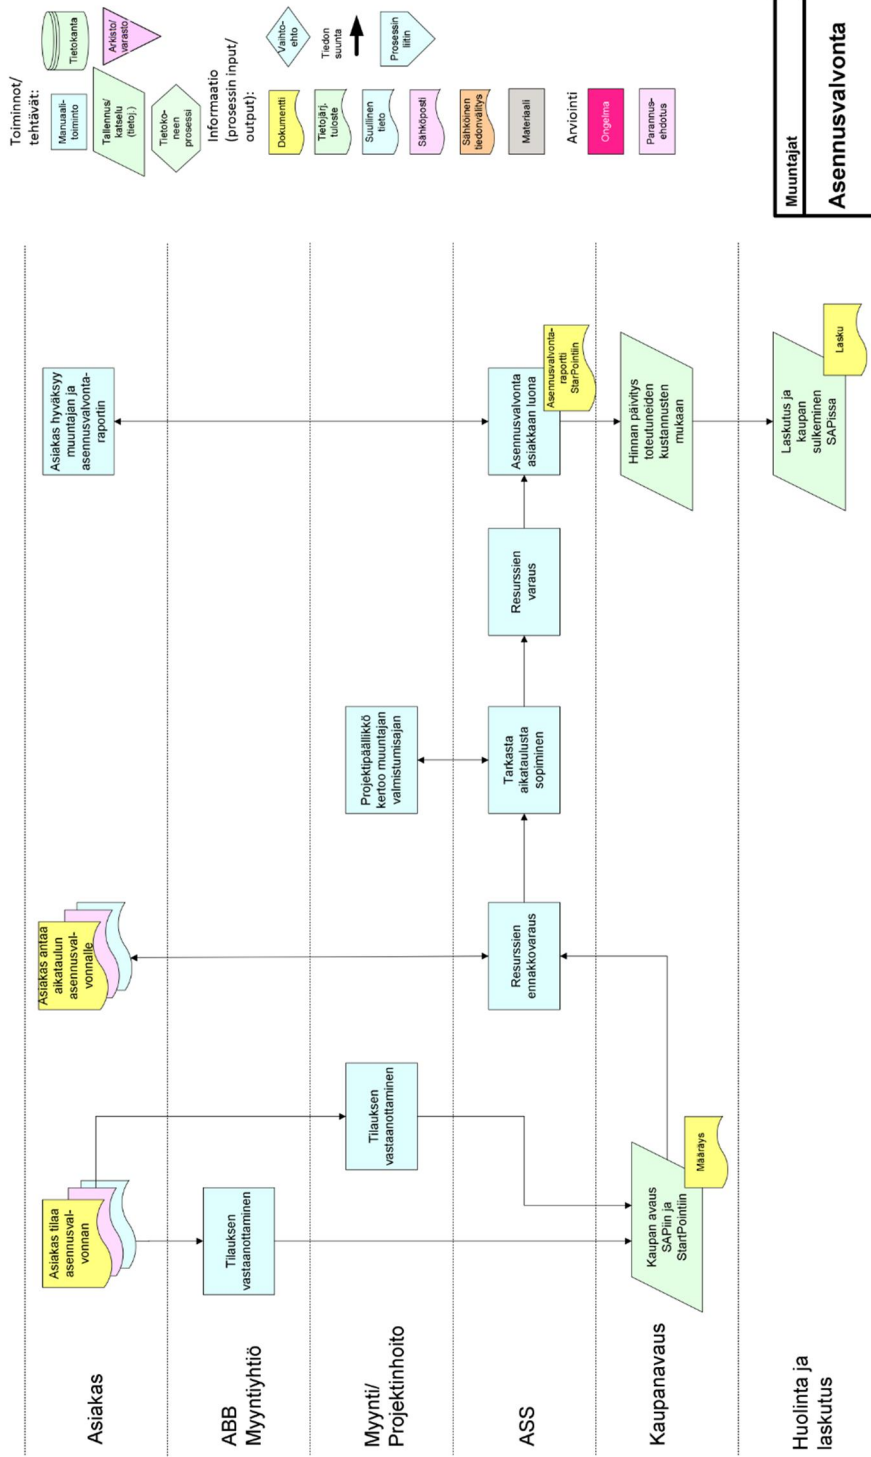 Toiminnot/
tehtävät:
Manuaali-
toiminto
Tallennus/
katselu
(tietoj.)
Tietoko-
neen
prosessi
Tietokanta
Arkisto/
varasto
Informaatio
(prosessin input/
output):
Dokumentti
Tietojärj.
tuloste
Suullinen
tieto
Sähköposti
Sähköinen
tiedonvälitys
Materiaali
Vaihto-
ehto
Tiedon
suunta
Prosessin
liitin
Arviointi
Ongelma
Parannus-
ehdotus
Muuntajat
Asennusvalvonta
Asiakas
Asiakas tilaa
asennusval-
vonnan
Asiakas antaa
aikataulun
asennusval-
vonnalle
Asiakas hyväksyy
muuntajan ja
asennusvalvonta-
raportin
ABB
Myyntiyhtiö
Tilauksen
vastaanottaminen
Myynti/
Projektinhoito
Tilauksen
vastaanottaminen
Projektipäällikkö
kertoo muuntajan
valmistumisajan
ASS
Resurssien
ennakkovaraus
Tarkasta
aikataulusta
sopiminen
Resurssien
varaus
Asennusvalvonta
asiakkaan luona
Asennusvalvonta-
raportti
StarPointiin
Kaupanavaus
Kaupan avaus
SAPiin ja
StartPointiin
Määräys
Hinnan päivitys
toteutuneiden
kustannusten
mukaan
Huolinta ja
laskutus
Laskutus ja
kaupan
sulkeminen
SAPissa
Lasku